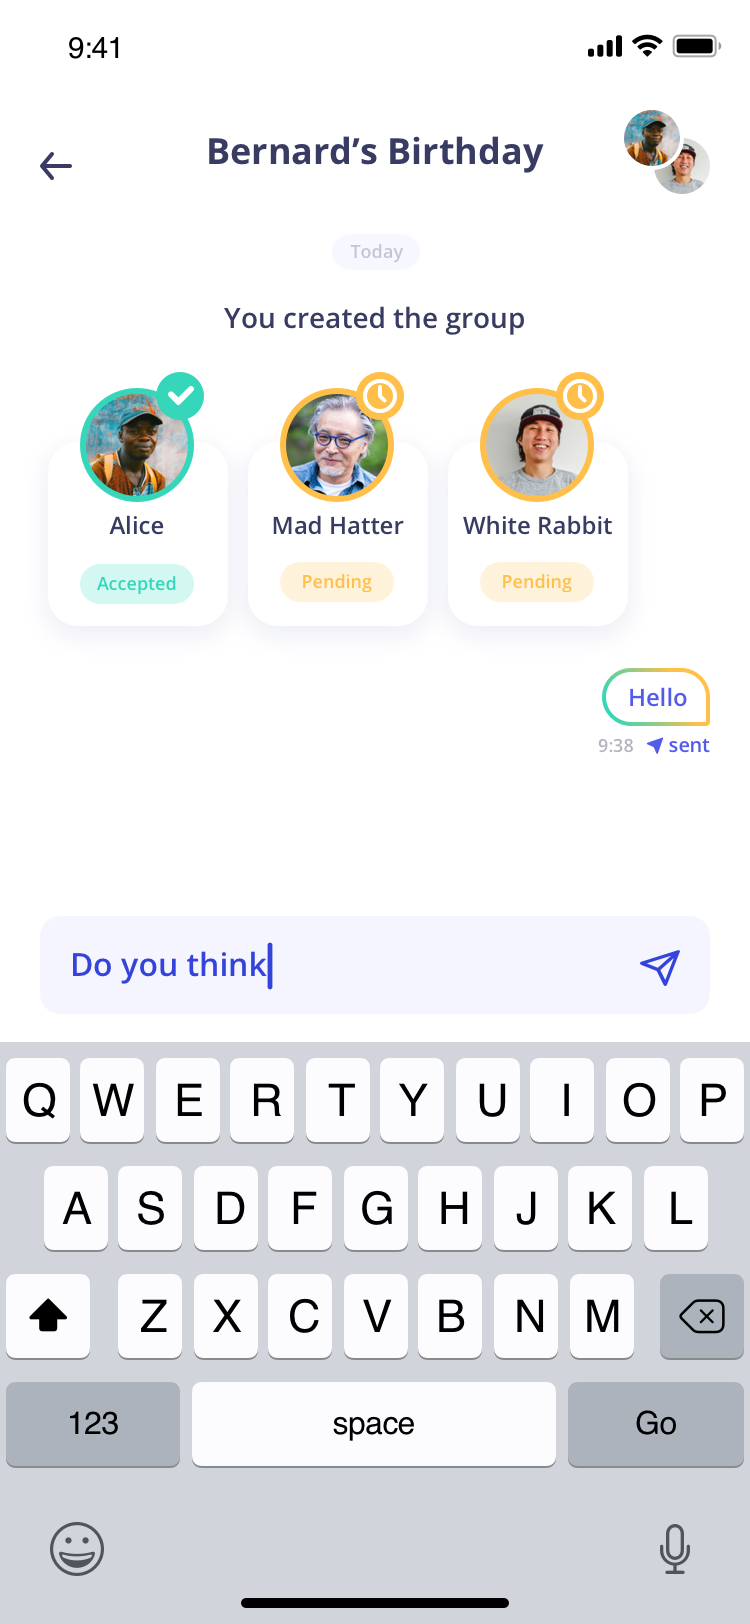 9:41
Bernard’s Birthday
Today
You created the group
Alice
Mad Hatter
White Rabbit
Accepted
Pending
Pending
Hello
9:38 sent
Do you think
Q W E R T Y U I O P
A S D F G H J K L
Z X C V B N M
123 space Go